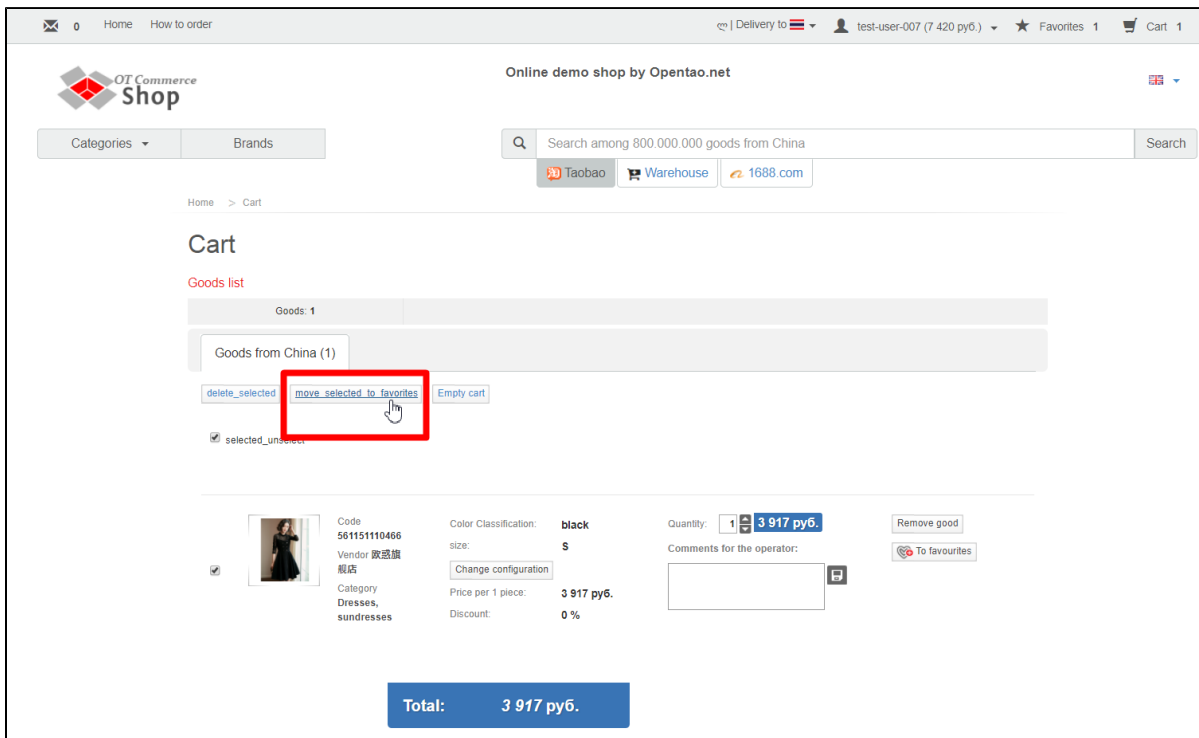 0 Home How to order
ლ | Delivery to test-user-007 (7 420 руб.) Favorites 1 Cart 1
OT Commerce
Shop
Online demo shop by Opentao.net
Categories Brands
Search among 800.000.000 goods from China Search
Taobao Warehouse 1688.com
Home > Cart
Cart
Goods list
Goods: 1
Goods from China (1)
delete_selected move_selected_to_favorites Empty cart
selected_unselect
Code
561151110466
Vendor 欧惑旗
舰店
Category
Dresses,
sundresses
Color Classification: black
size: S
Change configuration
Price per 1 piece: 3 917 руб.
Discount: 0 %
Quantity: 1 3 917 руб.
Comments for the operator:
Remove good
To favourites
Total: 3 917 руб.